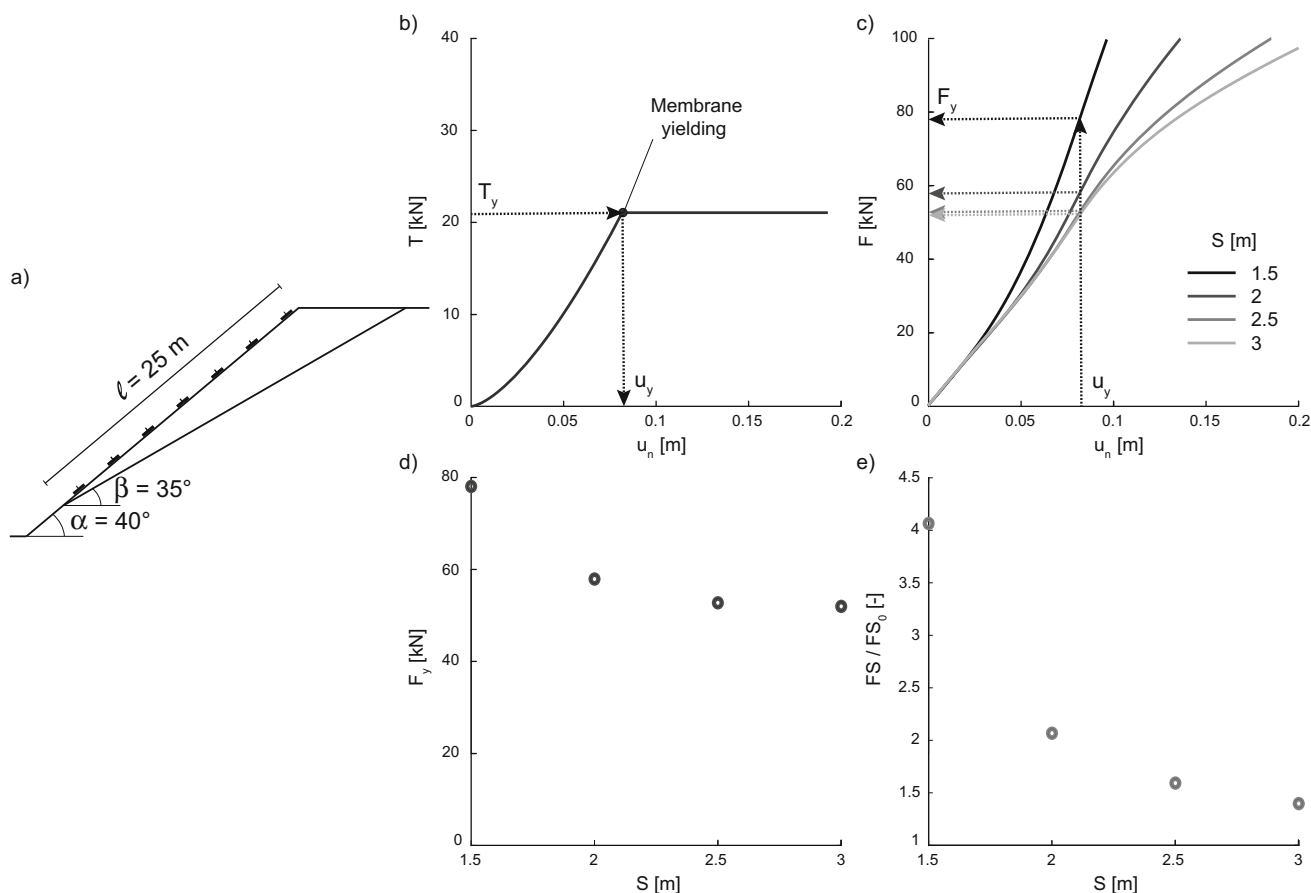 a)
ℓ = 25 m
β = 35°
α = 40°
b)
40
30
20
10
0
T [kN]
Membrane
yielding
T_y
u_y
0
0.05
0.1
0.15
0.2
u_n [m]
c)
100
80
60
40
20
0
F [kN]
F_y
u_y
S [m]
1.5
2
2.5
3
0
0.05
0.1
0.15
0.2
u_n [m]
d)
80
60
40
20
0
F_y [kN]
1.5
2
2.5
3
S [m]
e)
4.5
4
4.5
3
2.5
2
1.5
1
FS / FS_0 [-]
1.5
2
2.5
3
S [m]